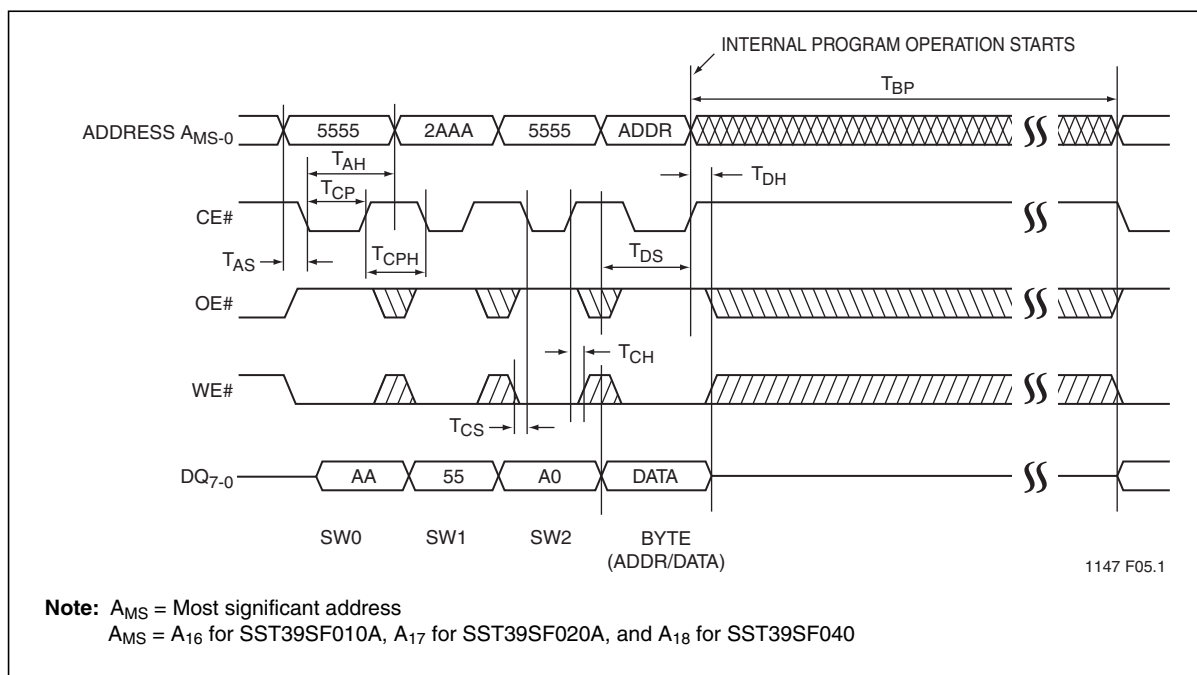 INTERNAL PROGRAM OPERATION STARTS
TBP
ADDRESS AMS-0
5555 2AAA 5555 ADDR
TAH
TDH
TCP
CE#
TAS
TCPH
TDS
OE#
TCH
WE#
TCS
DQ7-0
AA 55 A0 DATA
SW0 SW1 SW2 BYTE
(ADDR/DATA)
1147 F05.1
Note: AMS = Most significant address
AMS = A16 for SST39SF010A, A17 for SST39SF020A, and A18 for SST39SF040